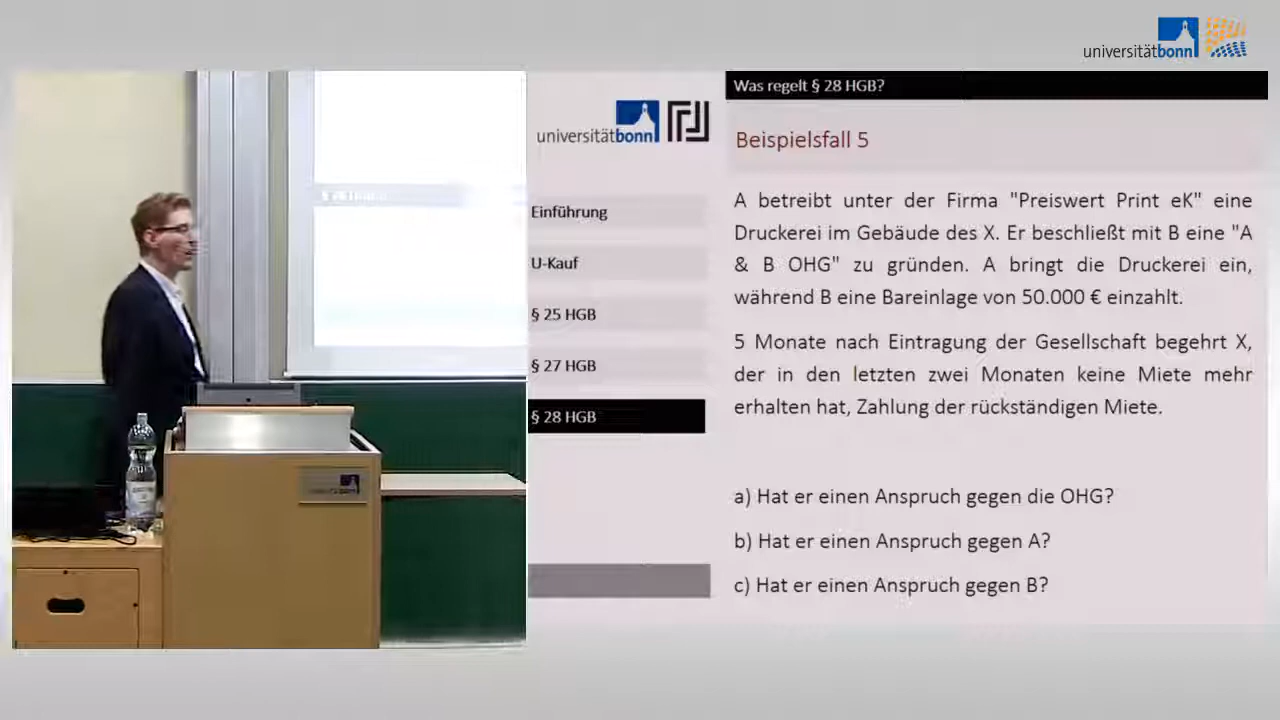 universitätbonn
Was regelt § 28 HGB?
universitätbonn
Beispielsfall 5
Einführung
U-Kauf
§ 25 HGB
§ 27 HGB
§ 28 HGB
A betreibt unter der Firma "Preiswert Print eK" eine
Druckerei im Gebäude des X. Er beschließt mit B eine "A
& B OHG" zu gründen. A bringt die Druckerei ein,
während B eine Bareinlage von 50.000 € einzahlt.
5 Monate nach Eintragung der Gesellschaft begehrt X,
der in den letzten zwei Monaten keine Miete mehr
erhalten hat, Zahlung der rückständigen Miete.
a) Hat er einen Anspruch gegen die OHG?
b) Hat er einen Anspruch gegen A?
c) Hat er einen Anspruch gegen B?